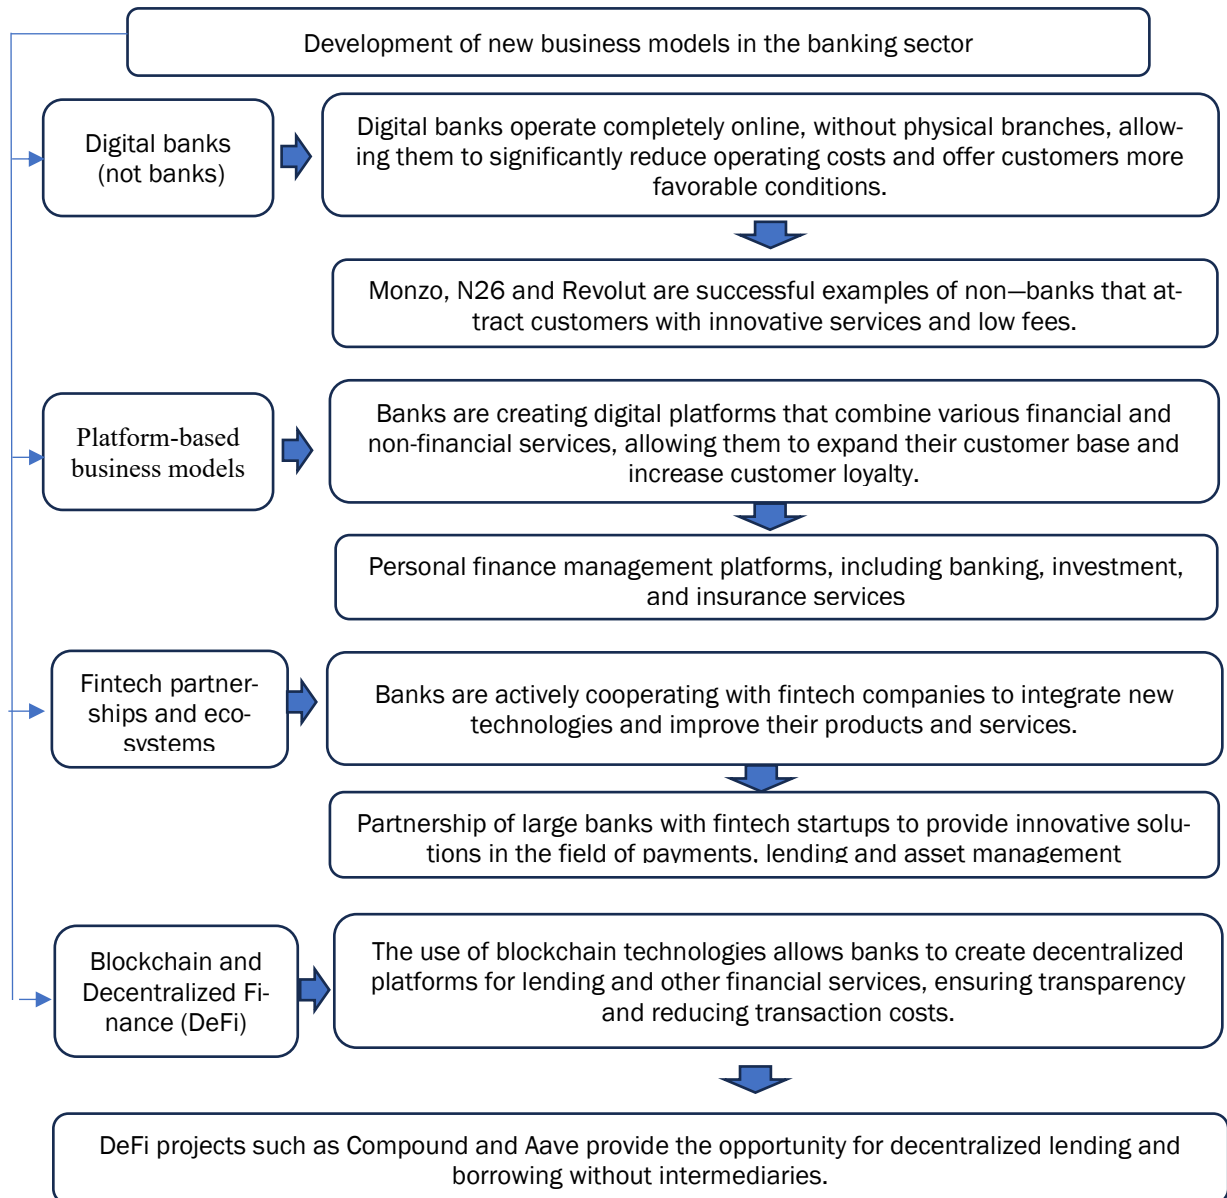 Development of new business models in the banking sector
Digital banks
(not banks)
Digital banks operate completely online, without physical branches, allow-
ing them to significantly reduce operating costs and offer customers more
favorable conditions.
Monzo, N26 and Revolut are successful examples of non—banks that at-
tract customers with innovative services and low fees.
Platform-based
business models
Banks are creating digital platforms that combine various financial and
non-financial services, allowing them to expand their customer base and
increase customer loyalty.
Personal finance management platforms, including banking, investment,
and insurance services
Fintech partner-
ships and eco-
systems
Banks are actively cooperating with fintech companies to integrate new
technologies and improve their products and services.
Partnership of large banks with fintech startups to provide innovative solu-
tions in the field of payments, lending and asset management
Blockchain and
Decentralized Fi-
nance (DeFi)
The use of blockchain technologies allows banks to create decentralized
platforms for lending and other financial services, ensuring transparency
and reducing transaction costs.
DeFi projects such as Compound and Aave provide the opportunity for decentralized lending and
borrowing without intermediaries.